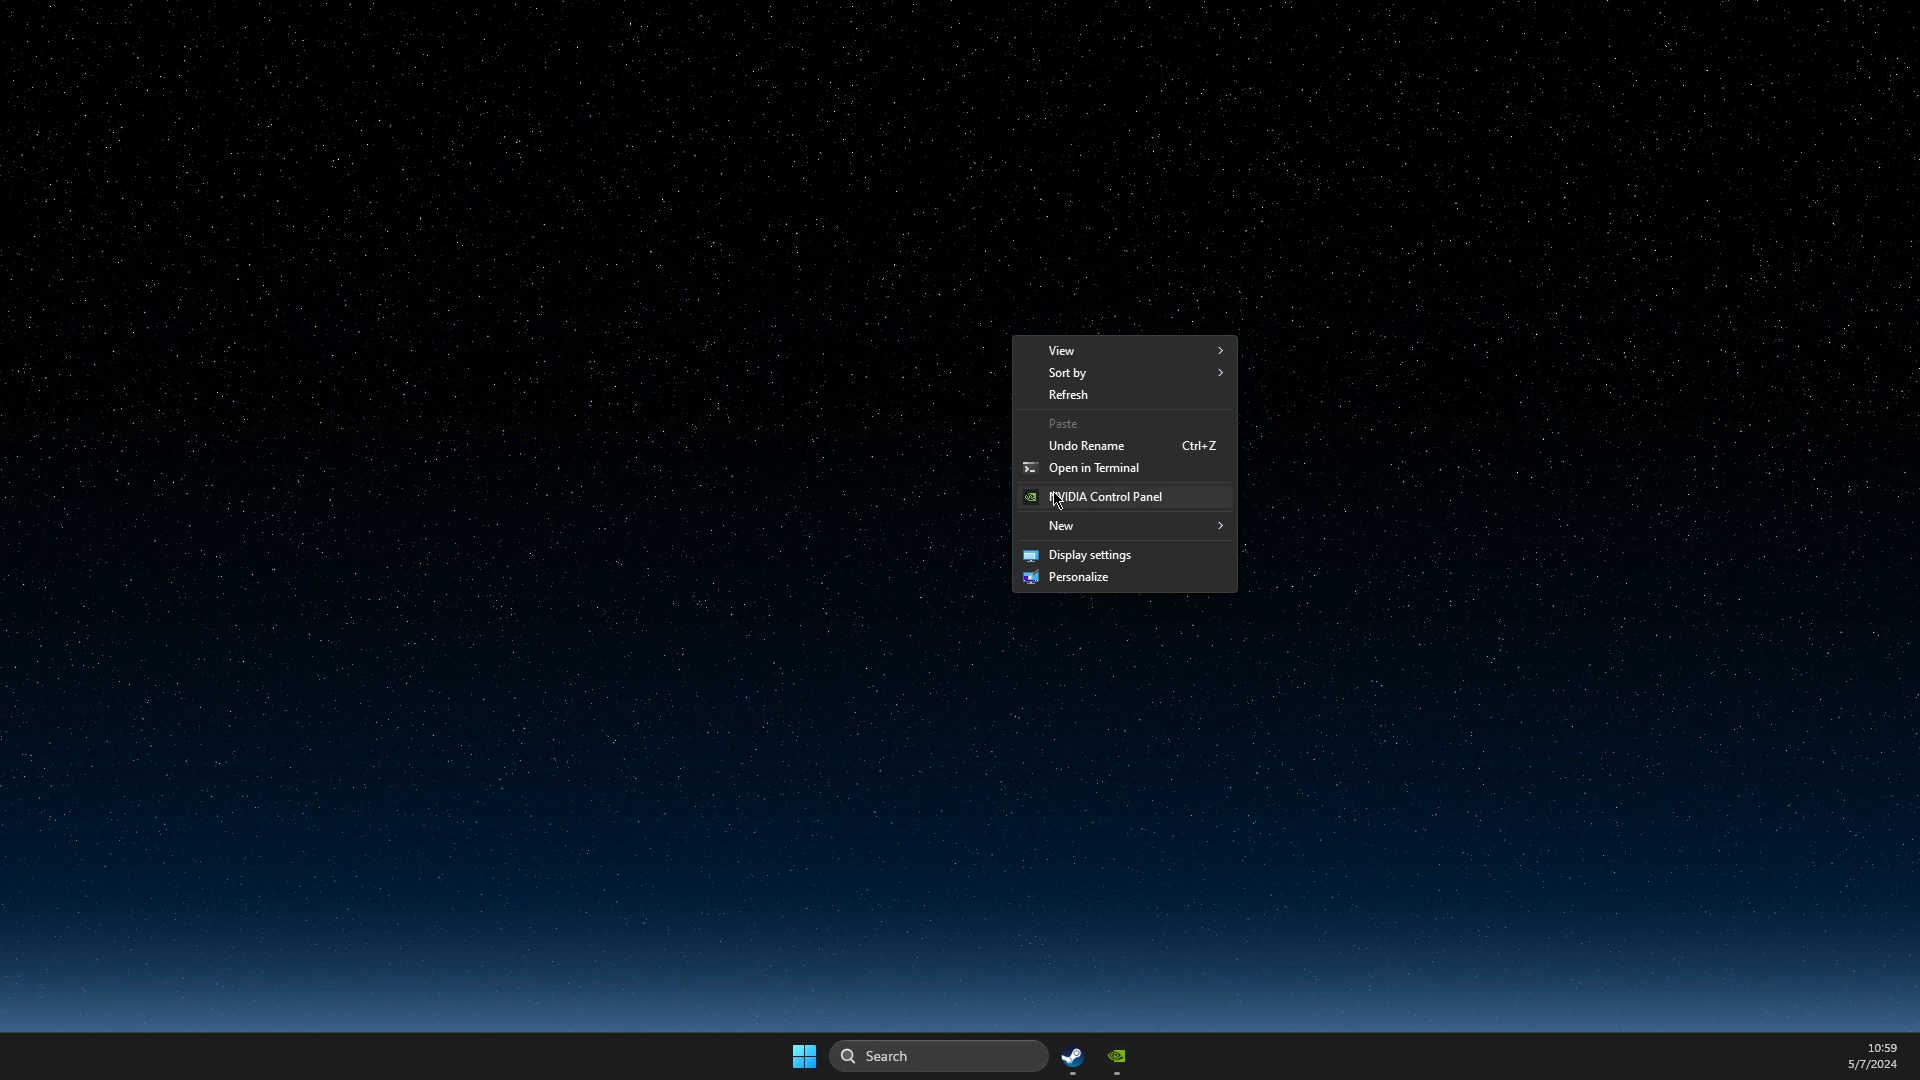 View
Sort by
Refresh
Paste
Undo Rename Ctrl+Z
Open in Terminal
NVIDIA Control Panel
New
Display settings
Personalize
Search
10:59
5/7/2024